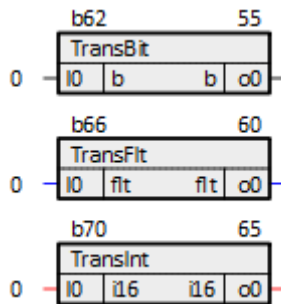 b62 55
TransBit
0 I0 b b o0
b66 60
TransFlt
0 I0 flt flt o0
b70 65
TransInt
0 I0 i16 i16 o0